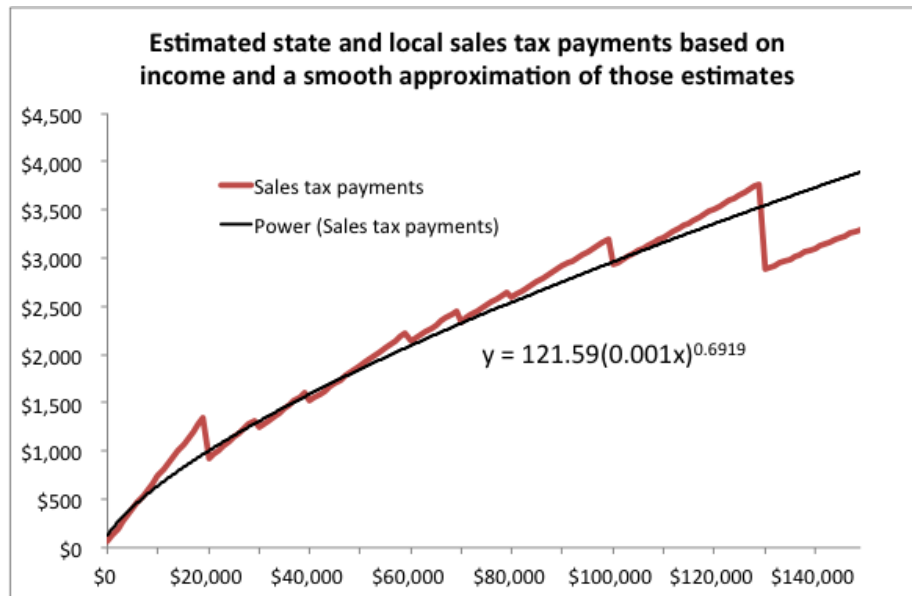 Estimated state and local sales tax payments based on
income and a smooth approximation of those estimates
$4,500
$4,000
$3,500
$3,000
$2,500
$2,000
$1,500
$1,000
$500
$0
Sales tax payments
Power (Sales tax payments)
y = 121.59(0.001x)^0.6919
$0 $20,000 $40,000 $60,000 $80,000 $100,000 $120,000 $140,000